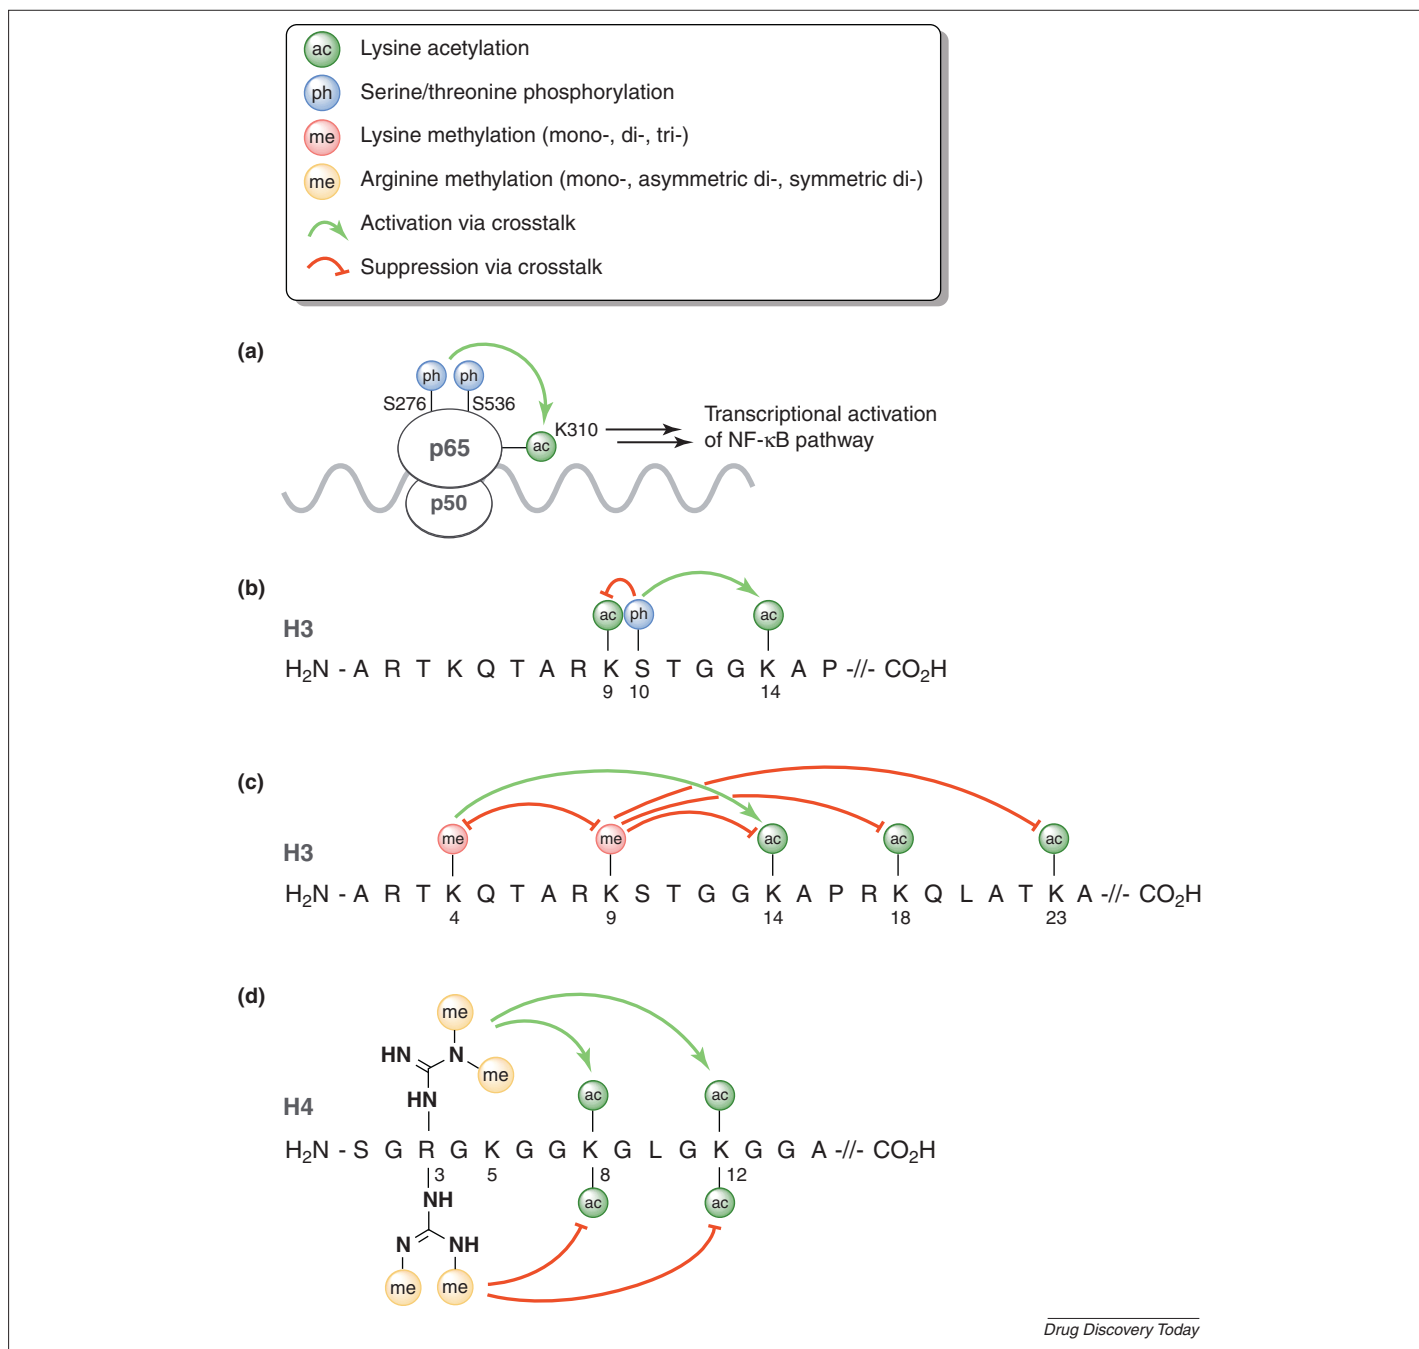 ac Lysine acetylation
ph Serine/threonine phosphorylation
me Lysine methylation (mono-, di-, tri-)
me Arginine methylation (mono-, asymmetric di-, symmetric di-)
Activation via crosstalk
Suppression via crosstalk
(a)
ph ph
S276 S536
p65
ac
K310
Transcriptional activation
of NF-κB pathway
p50
(b)
H3
ac ph ac
H₂N - A R T K Q T A R K S T G G K A P -//- CO₂H
9 10 14
(c)
H3
me me ac ac ac
H₂N - A R T K Q T A R K S T G G K A P R K Q L A T K A -//- CO₂H
4 9 14 18 23
(d)
me
HN N
me
HN
ac ac
H4
H₂N - S G R G K G G K G L G K G G A -//- CO₂H
3 5 8 12
NH
ac ac
N NH
me me
Drug Discovery Today